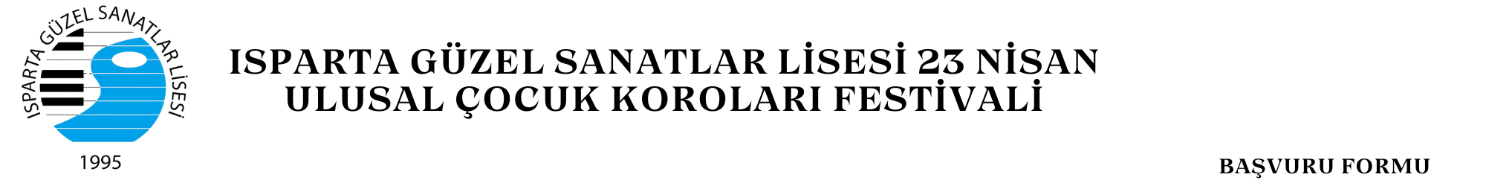 ISPARTA GÜZEL SANATLAR LİSESİ
1995
ISPARTA GÜZEL SANATLAR LİSESİ 23 NİSAN
ULUSAL ÇOCUK KOROLARI FESTİVALİ
BAŞVURU FORMU